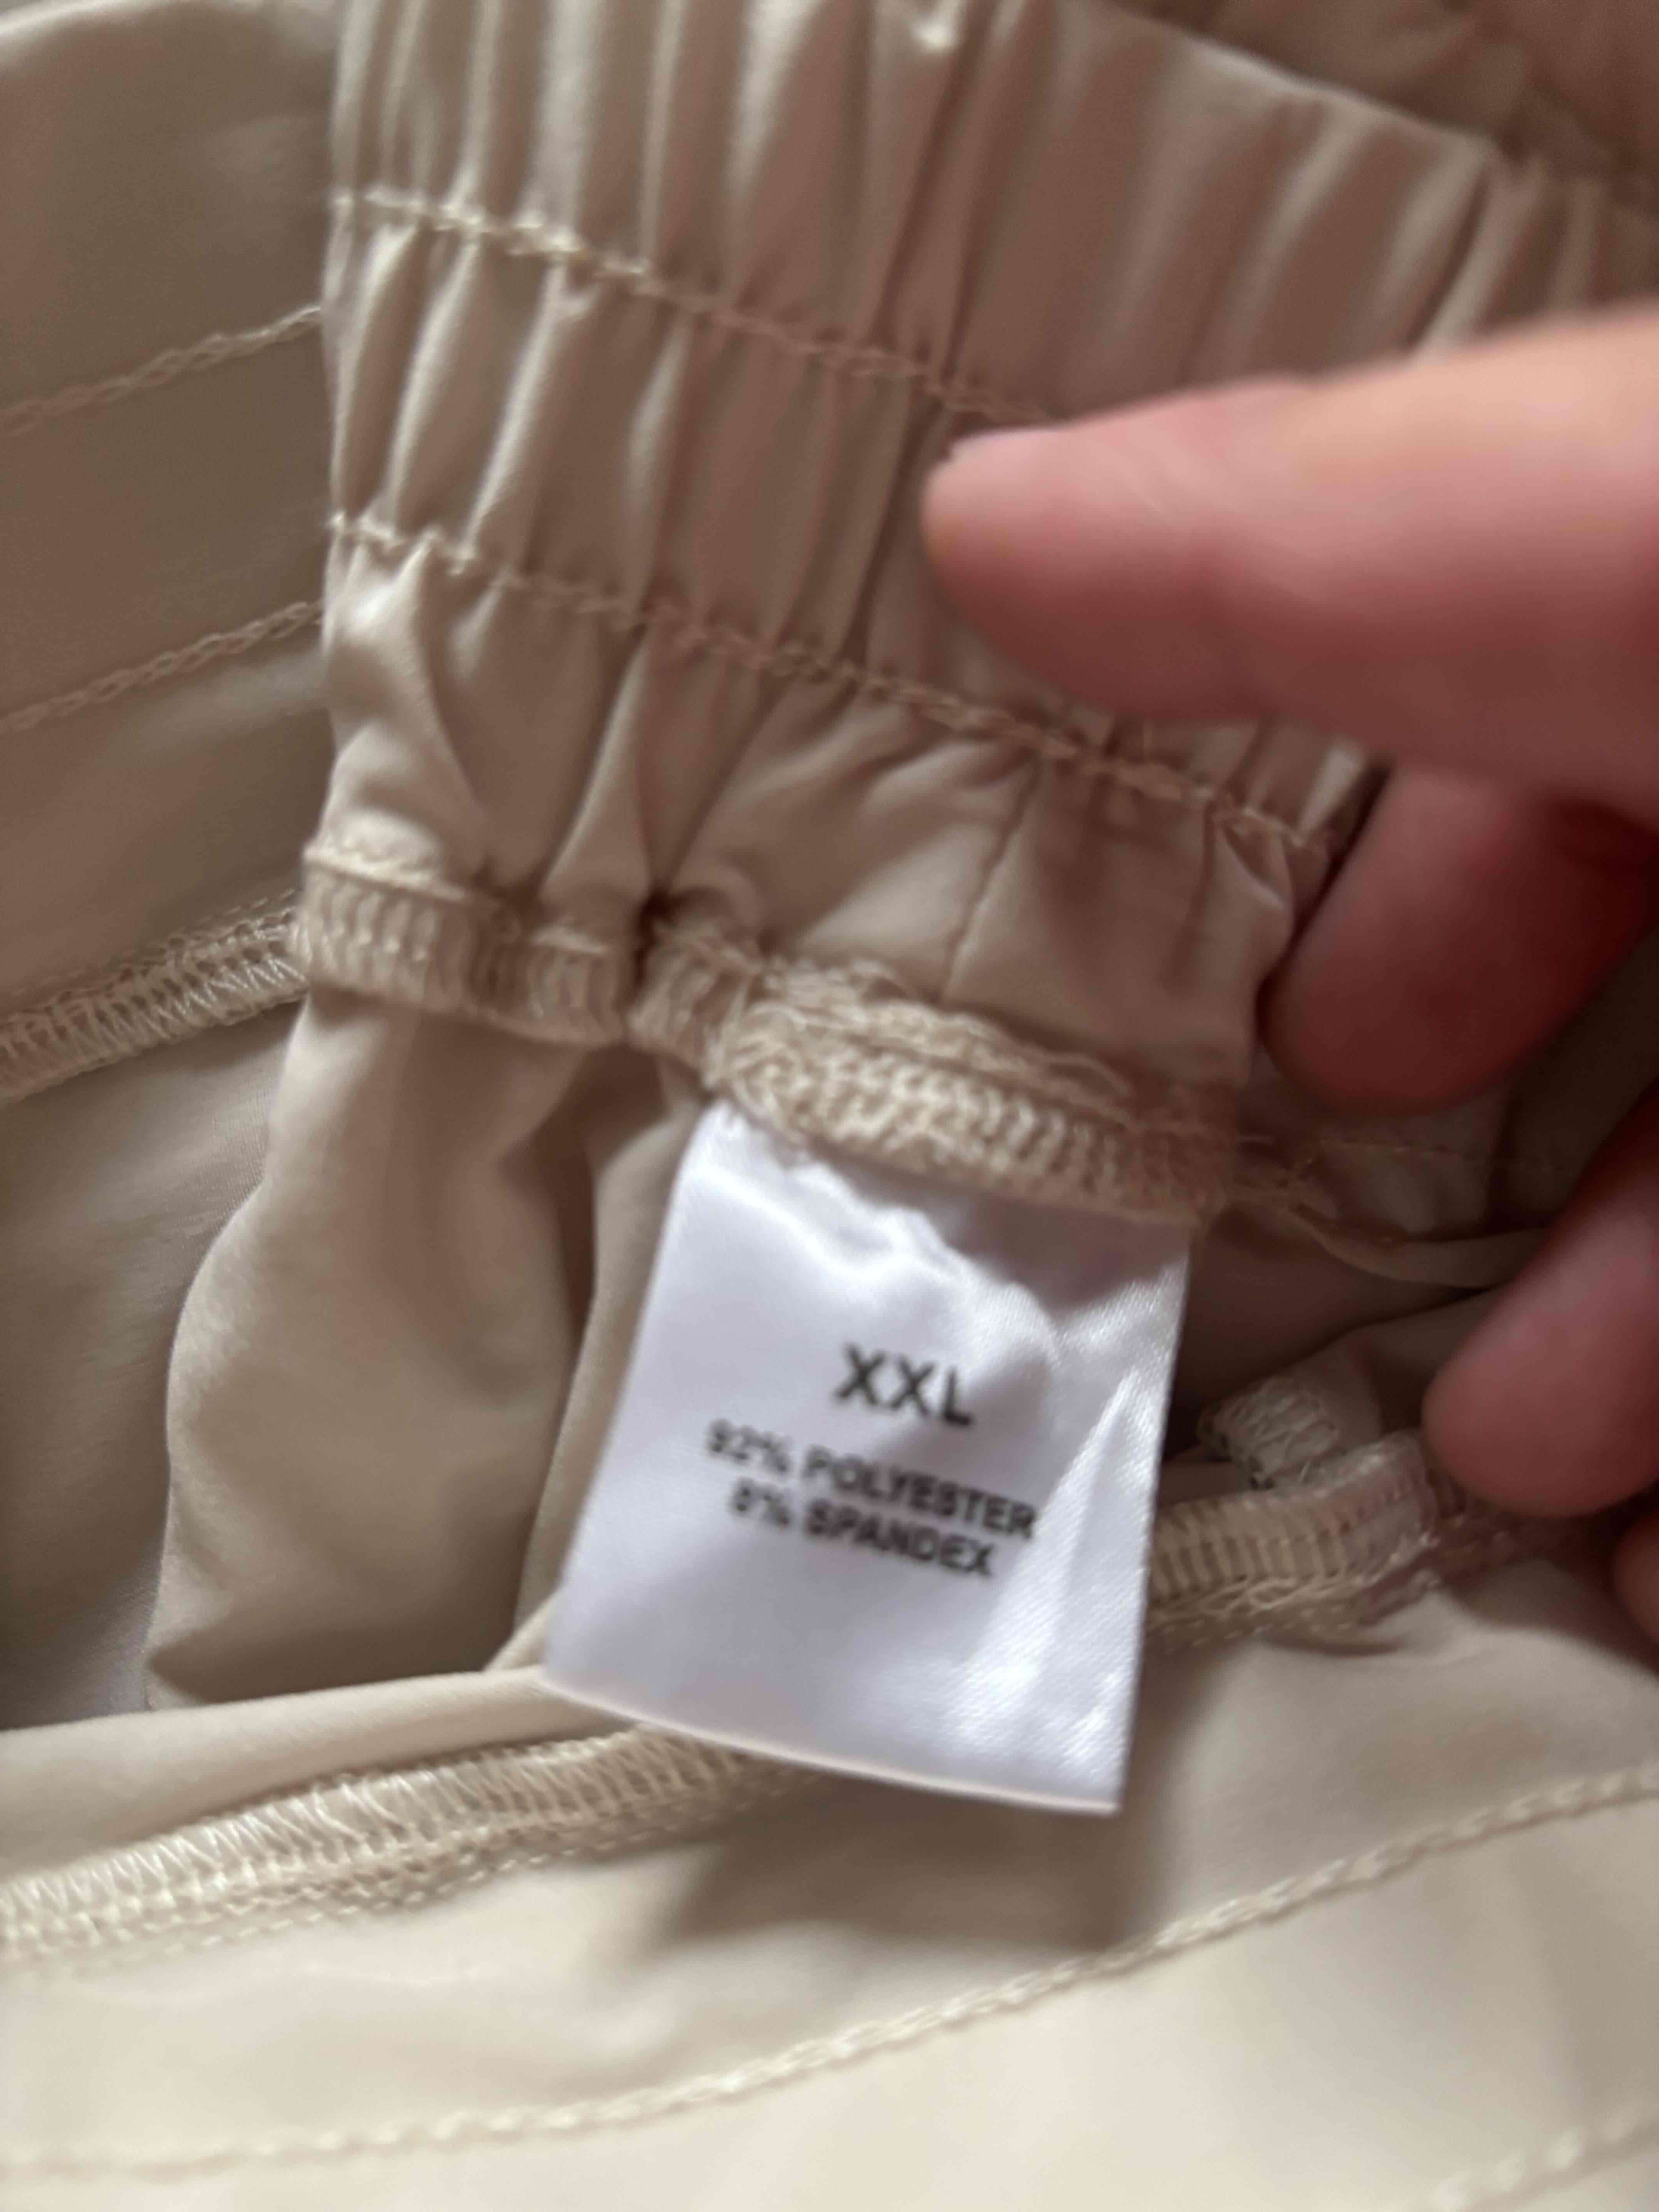 XXL
92% POLYESTER
8% SPANDEX